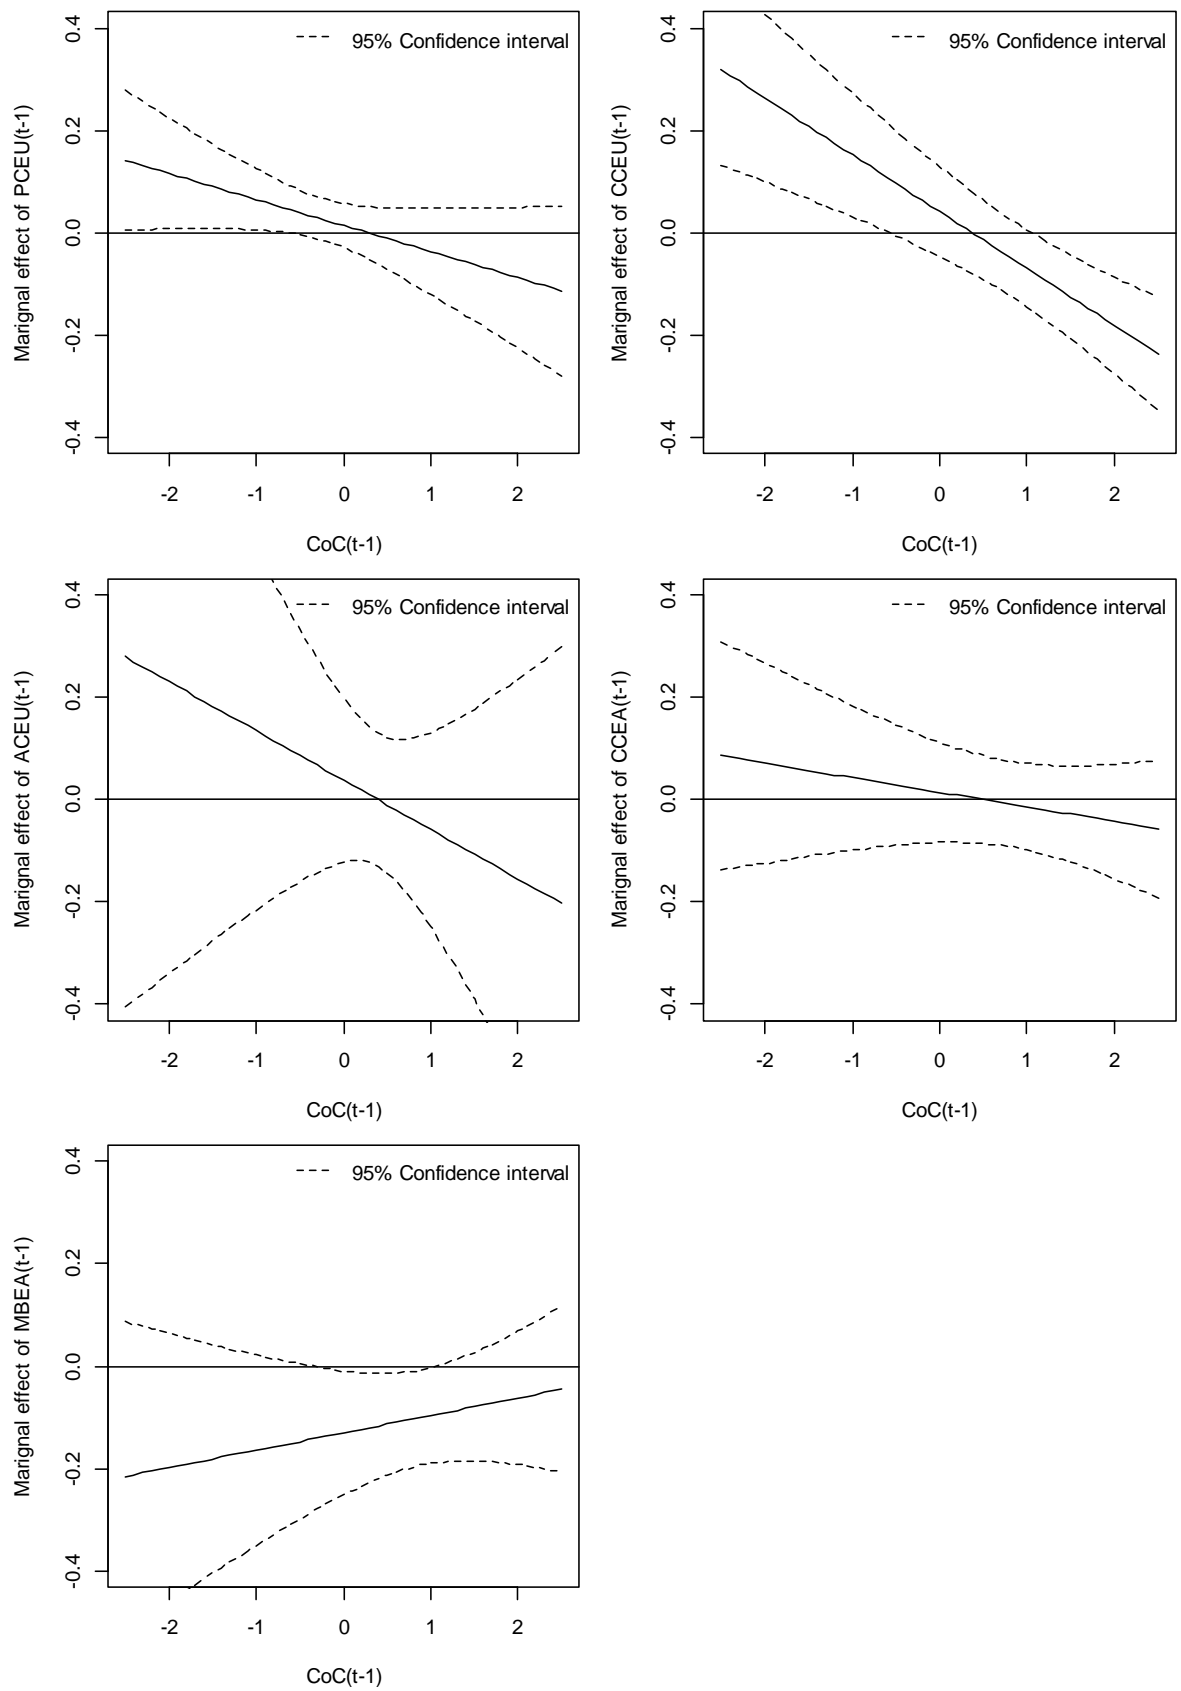 95% Confidence interval
Marignal effect of PCEU(t-1)
0.4
0.2
0.0
-0.2
-0.4
-2 -1 0 1 2
CoC(t-1)
95% Confidence interval
Marignal effect of CCEU(t-1)
0.4
0.2
0.0
-0.2
-0.4
-2 -1 0 1 2
CoC(t-1)
95% Confidence interval
Marignal effect of ACEU(t-1)
0.4
0.2
0.0
-0.2
-0.4
-2 -1 0 1 2
CoC(t-1)
95% Confidence interval
Marignal effect of CCEA(t-1)
0.4
0.2
0.0
-0.2
-0.4
-2 -1 0 1 2
CoC(t-1)
95% Confidence interval
Marignal effect of MBEA(t-1)
0.4
0.2
0.0
-0.2
-0.4
-2 -1 0 1 2
CoC(t-1)